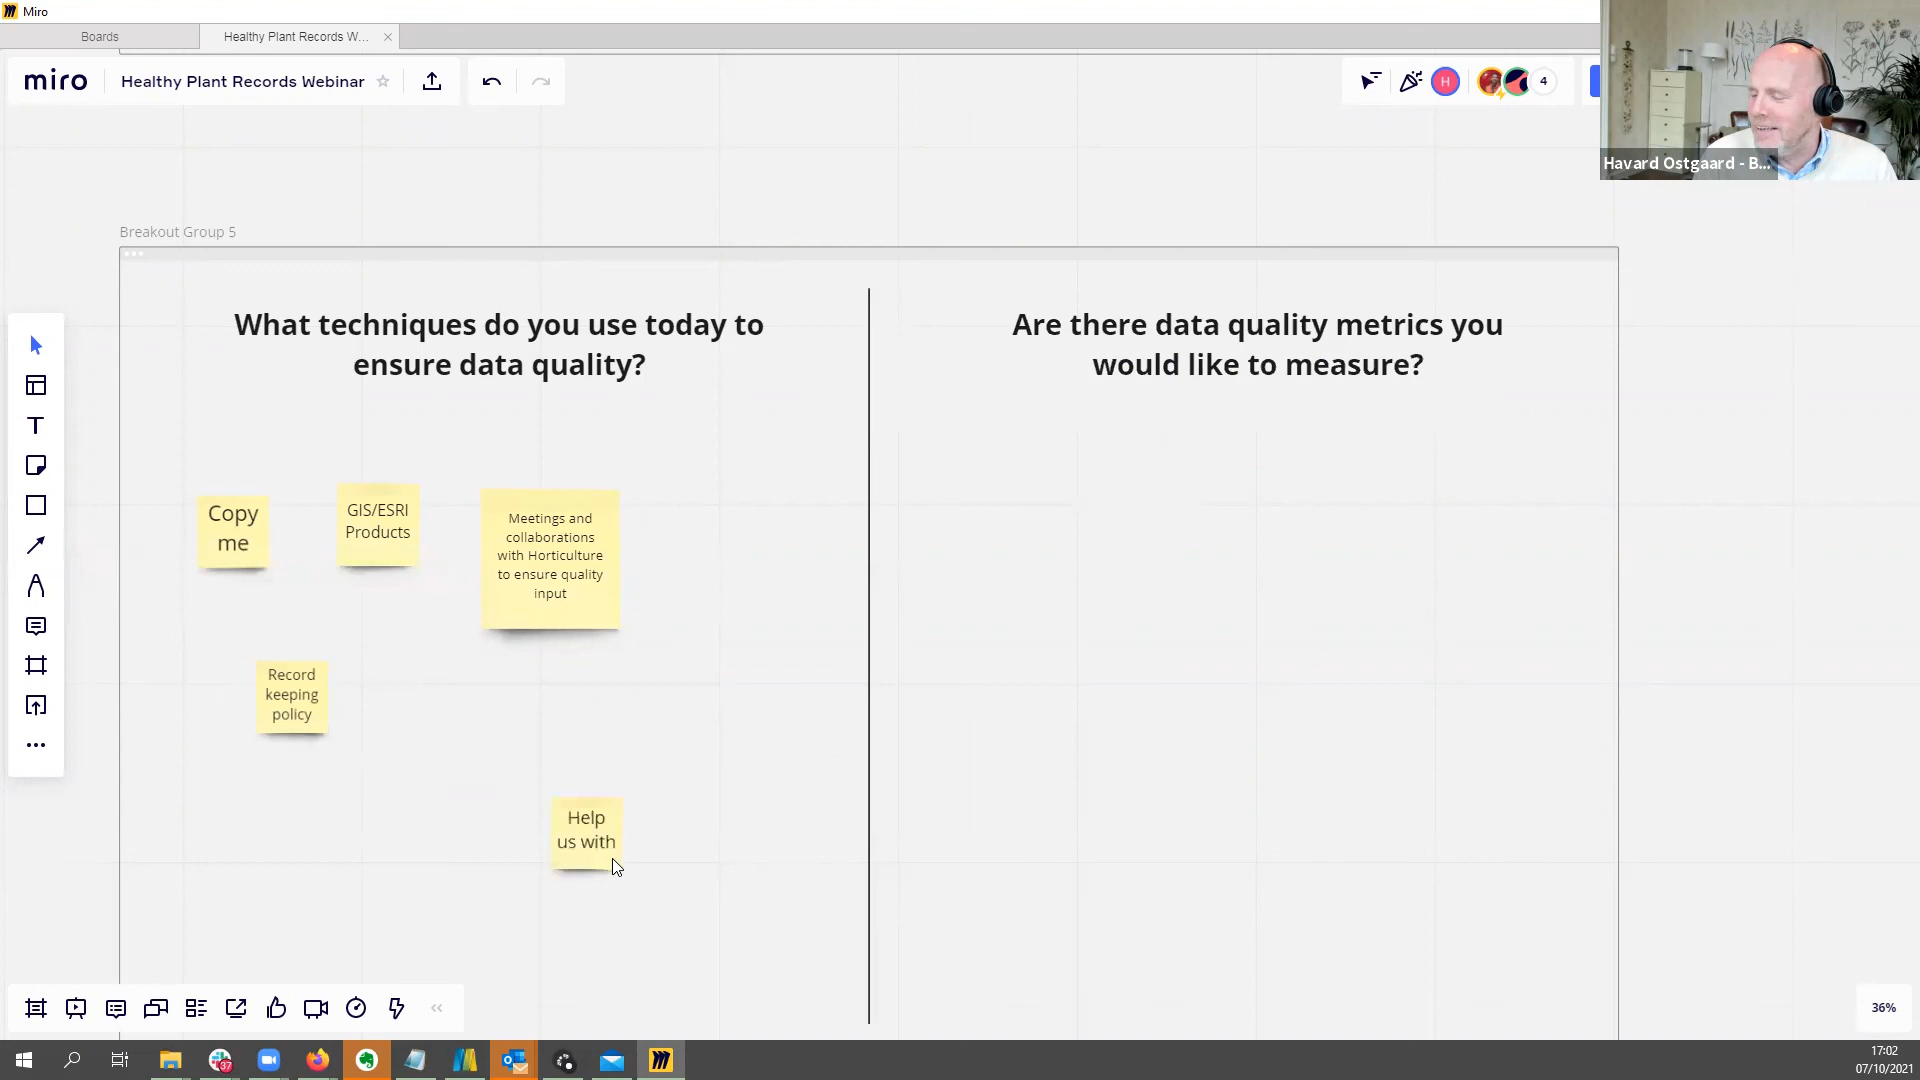 Miro
Boards
Healthy Plant Records W...
miro
Healthy Plant Records Webinar
H
4
Havard Ostgaard - B...
Breakout Group 5
What techniques do you use today to
ensure data quality?
Are there data quality metrics you
would like to measure?
Copy
me
GIS/ESRI
Products
Meetings and
collaborations
with Horticulture
to ensure quality
input
Record
keeping
policy
Help
us with
36%
37
17:02
07/10/2021